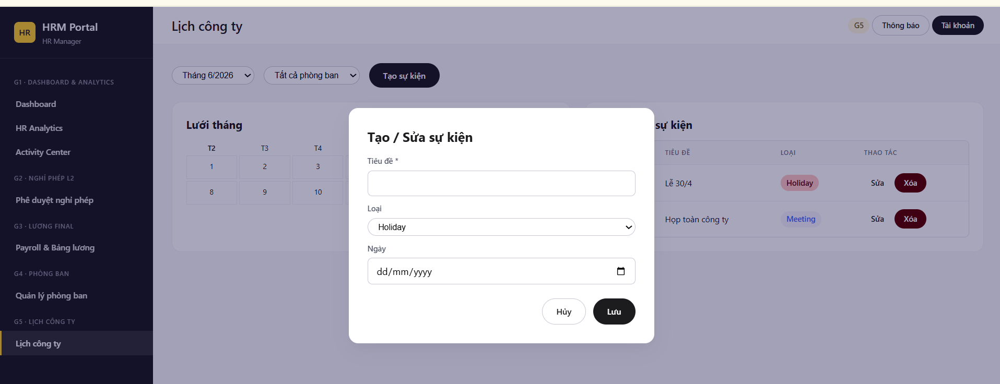 HR
HRM Portal
HR Manager
G1 · DASHBOARD & ANALYTICS
Dashboard
HR Analytics
Activity Center
G2 · NGHỈ PHÉP L2
Phê duyệt nghỉ phép
G3 · LƯƠNG FINAL
Payroll & Bảng lương
G4 · PHÒNG BAN
Quản lý phòng ban
G5 · LỊCH CÔNG TY
Lịch công ty
Lịch công ty
G5 Thông báo Tài khoản
Tháng 6/2026 Tất cả phòng ban Tạo sự kiện
Lưới tháng
T2 T3 T4
1 2 3
8 9 10
Tạo / Sửa sự kiện
Tiêu đề *
Loại
Holiday
Ngày
dd/mm/yyyy
Hủy Lưu
sự kiện
TIÊU ĐỀ LOẠI THAO TÁC
Lễ 30/4 Holiday Sửa Xóa
Họp toàn công ty Meeting Sửa Xóa